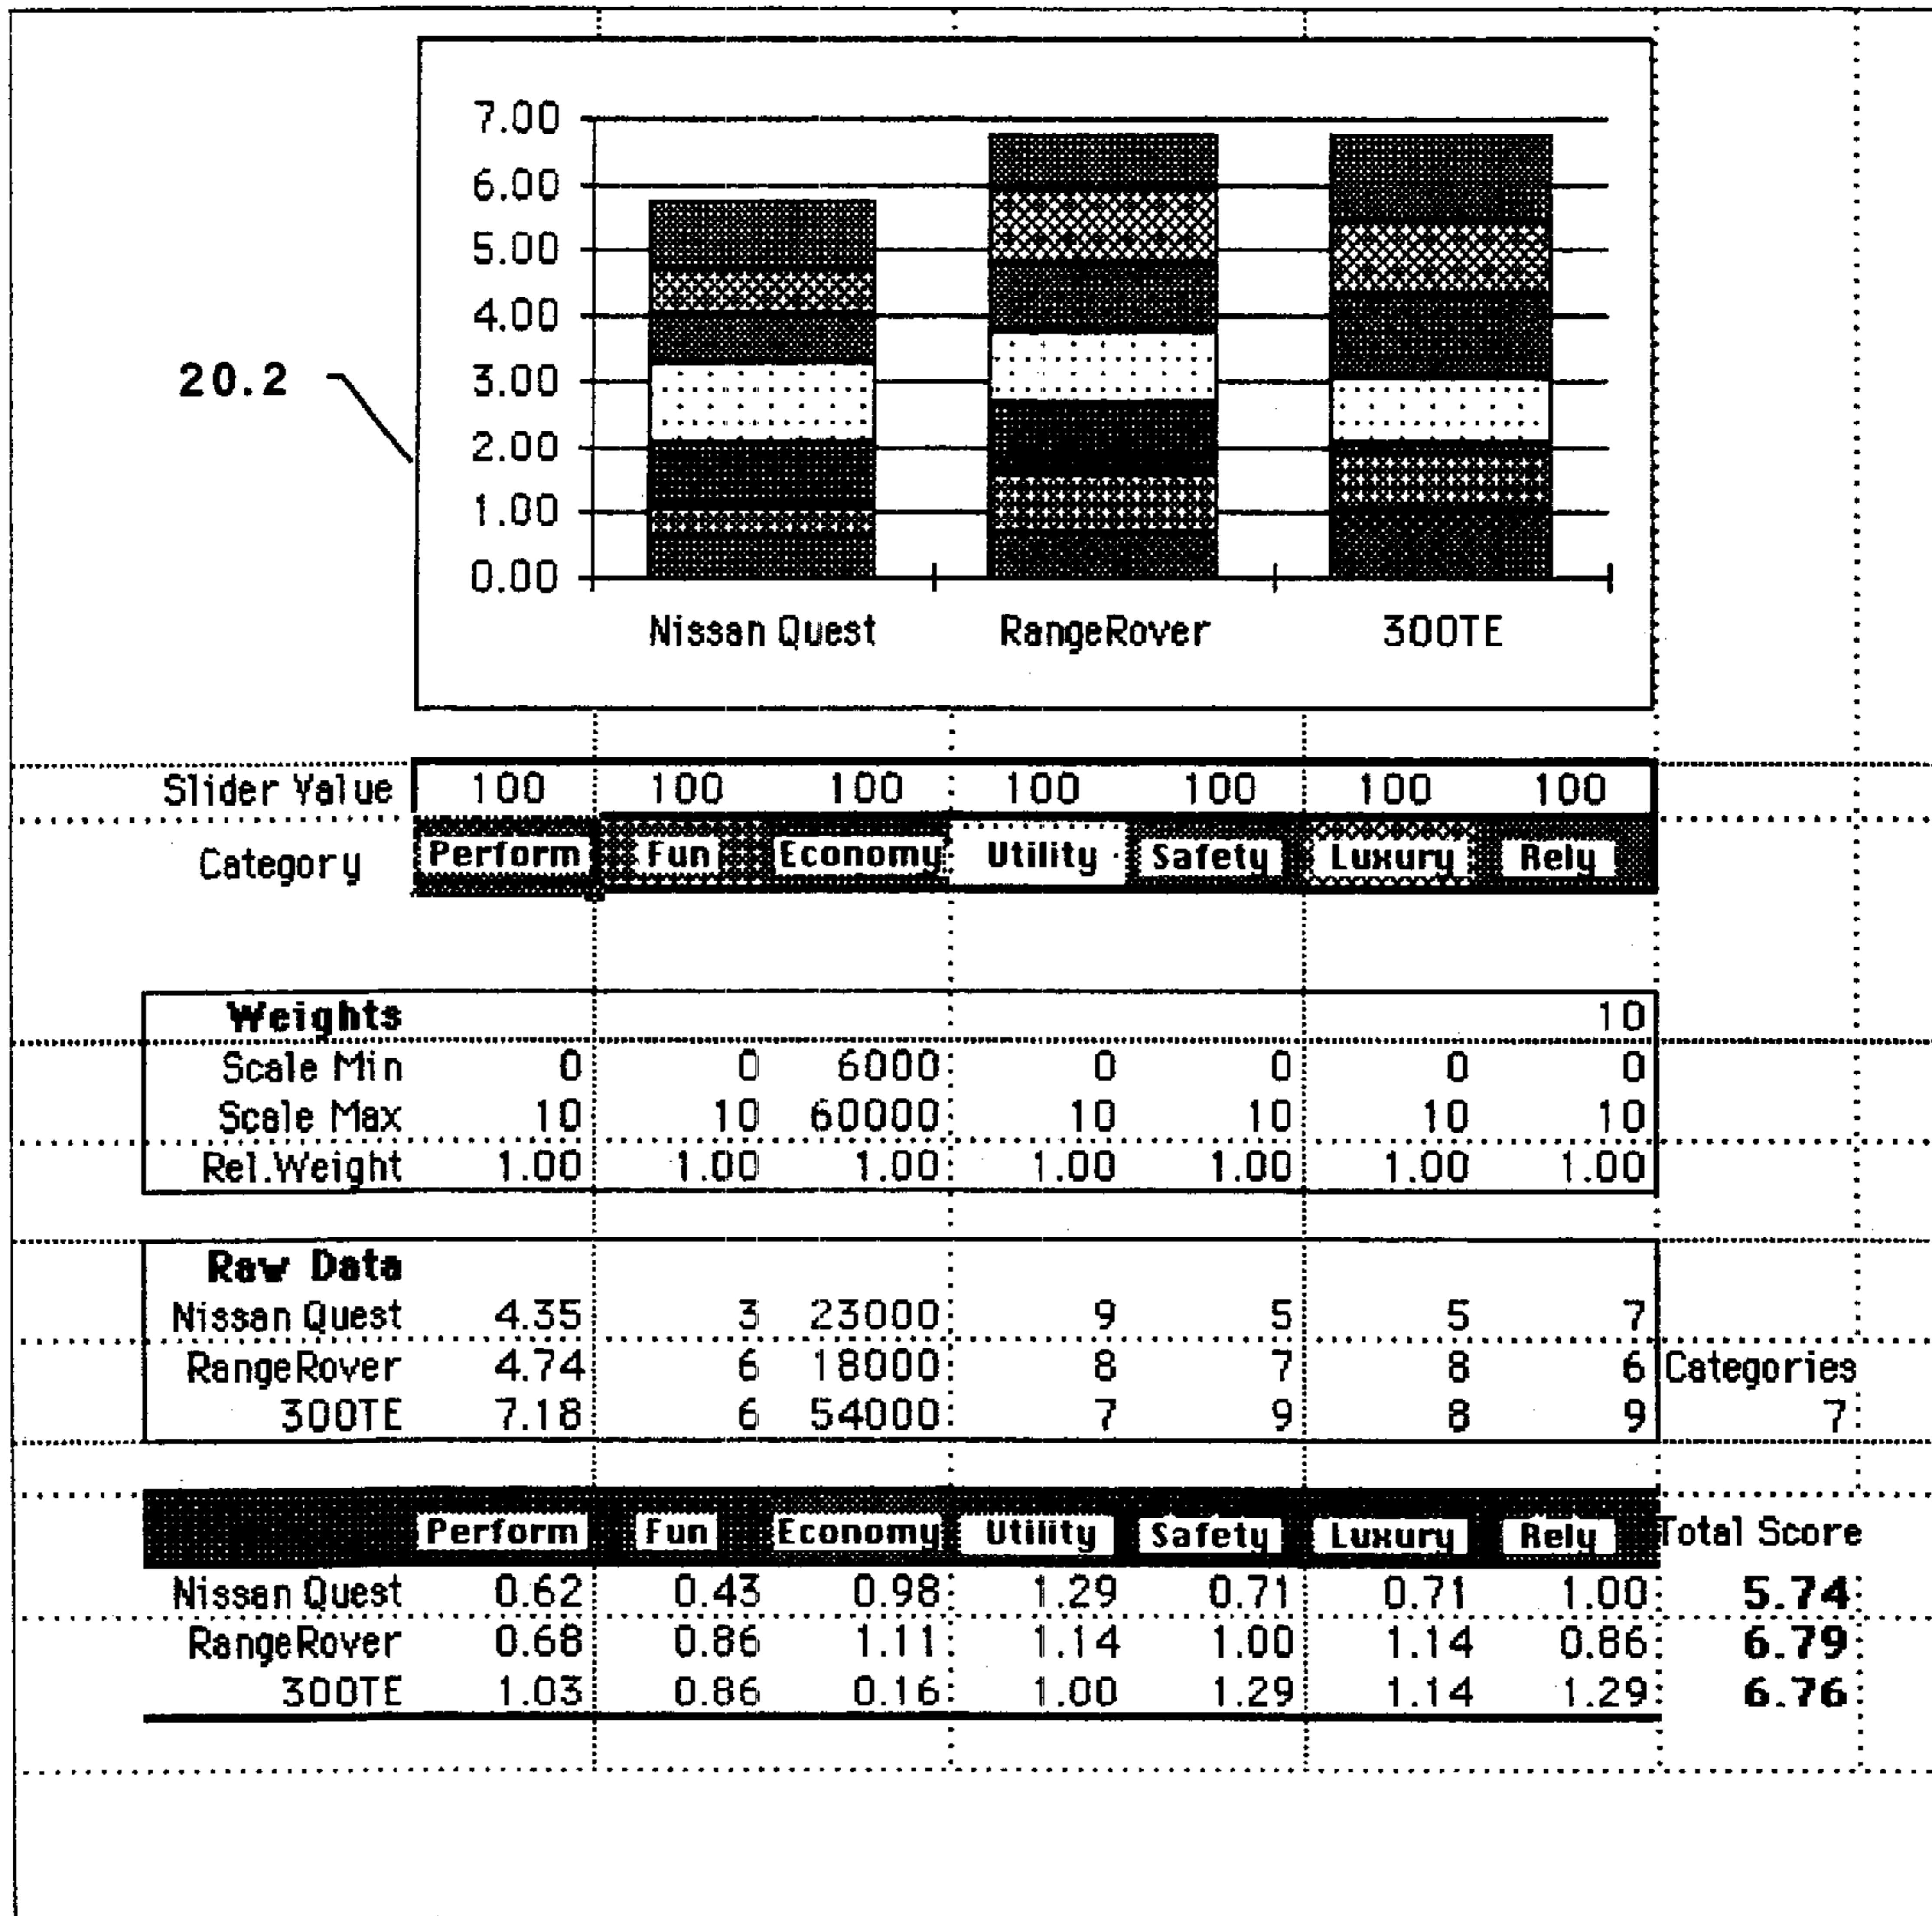 7.00
6.00
5.00
4.00
3.00
2.00
1.00
0.00
20.2
Nissan Quest RangeRover 300TE
Slider Value 100 100 100 100 100 100 100
Category Perform Fun Economy Utility Safety Luxury Rely
Weights 10
Scale Min 0 0 6000 0 0 0 0
Scale Max 10 10 60000 10 10 10 10
Rel.Weight 1.00 1.00 1.00 1.00 1.00 1.00 1.00
Raw Data
Nissan Quest 4.35 3 23000 9 5 5 7
RangeRover 4.74 6 18000 8 7 8 6 Categories
300TE 7.18 6 54000 7 9 8 9 7
Perform Fun Economy Utility Safety Luxury Rely Total Score
Nissan Quest 0.62 0.43 0.98 1.29 0.71 0.71 1.00 5.74
RangeRover 0.68 0.86 1.11 1.14 1.00 1.14 0.86 6.79
300TE 1.03 0.86 0.16 1.00 1.29 1.14 1.29 6.76